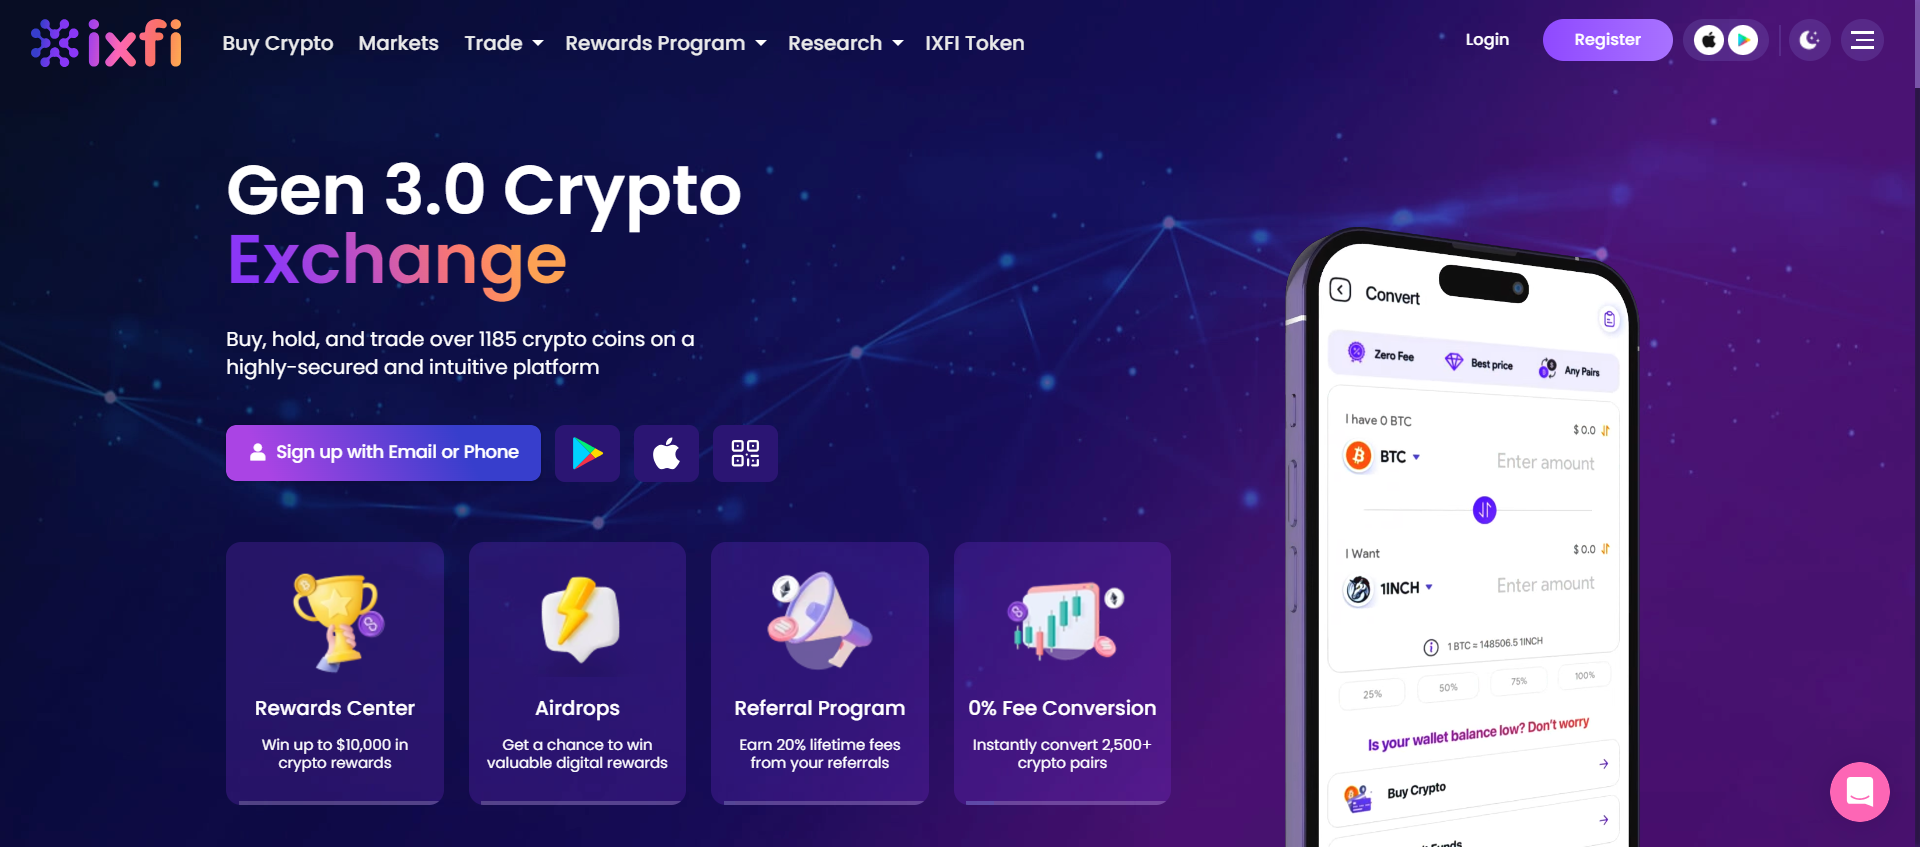 ixfi
Buy Crypto
Markets
Trade
Rewards Program
Research
IXFI Token
Login
Register
Gen 3.0 Crypto
Exchange
Buy, hold, and trade over 1185 crypto coins on a
highly-secured and intuitive platform
Sign up with Email or Phone
Rewards Center
Win up to $10,000 in
crypto rewards
Airdrops
Get a chance to win
valuable digital rewards
Referral Program
Earn 20% lifetime fees
from your referrals
0% Fee Conversion
Instantly convert 2,500+
crypto pairs
Convert
Zero Fee
Best price
Any Pairs
I have 0 BTC
$ 0.0
BTC
Enter amount
I Want
$ 0.0
1INCH
Enter amount
1 BTC = 148506.5 1INCH
25%
50%
75%
100%
Is your wallet balance low? Don't worry
Buy Crypto
Funds